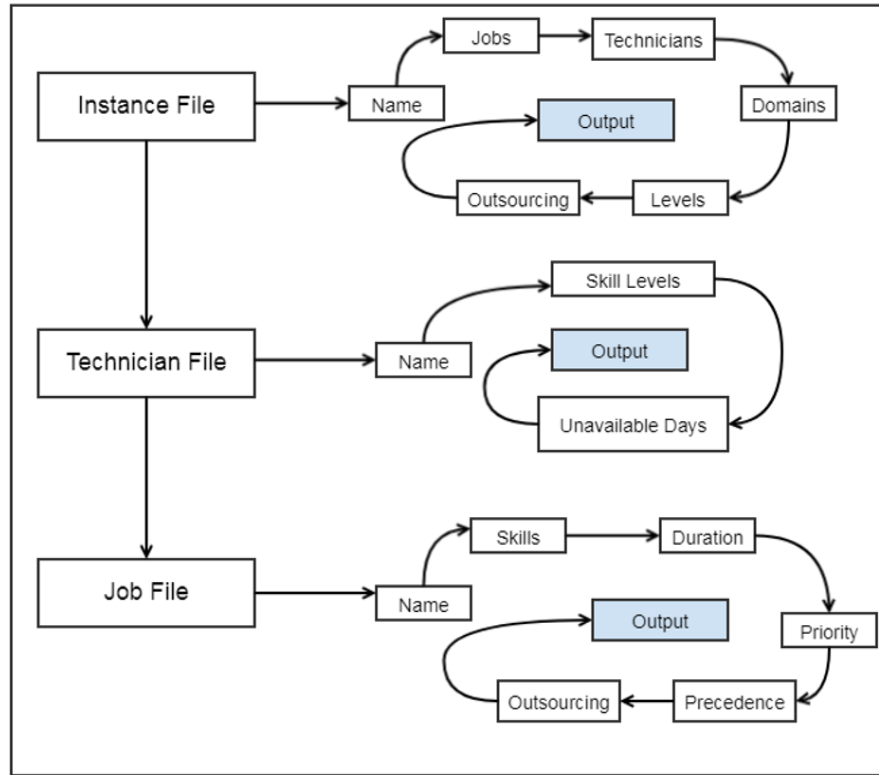 Instance File
Name
Jobs
Technicians
Domains
Levels
Outsourcing
Output
Technician File
Name
Skill Levels
Unavailable Days
Output
Job File
Name
Skills
Duration
Priority
Precedence
Outsourcing
Output